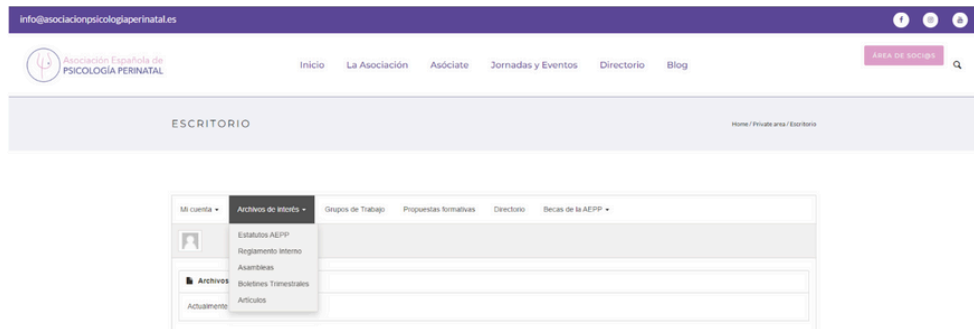 info@asociacionpsicologiaperinatal.es
Asociación Española de
PSICOLOGÍA PERINATAL
Inicio La Asociación Asóciate Jornadas y Eventos Directorio Blog
ÁREA DE SOCI@S
ESCRITORIO
Home / Private area / Escritorio
Mi cuenta Archivos de interés Grupos de Trabajo Propuestas formativas Directorio Becas de la AEPP
Estatutos AEPP
Reglamento Interno
Asambleas
Boletines Trimestrales
Artículos
Archivos
Actualmente